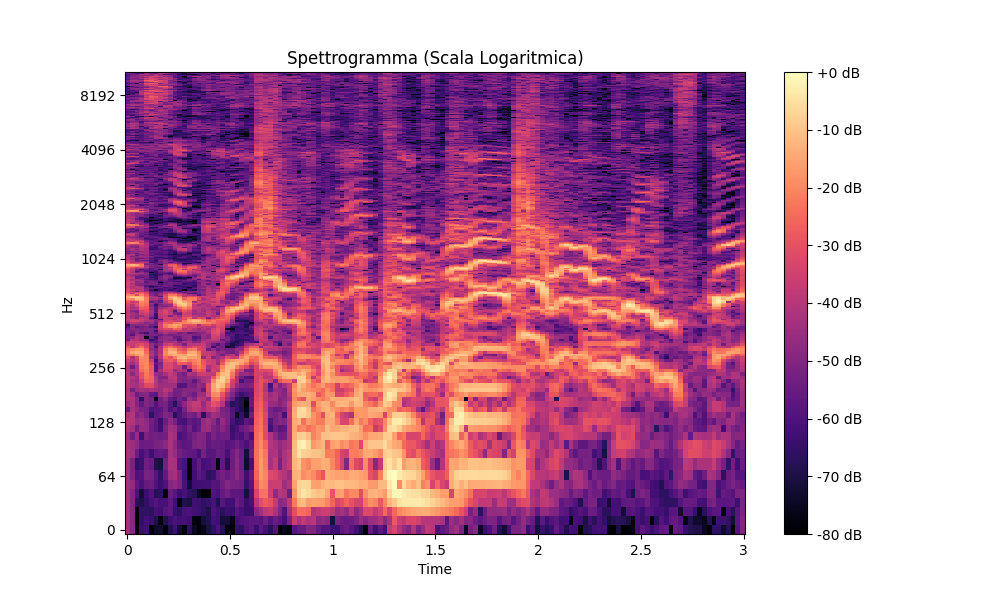 Spettrogramma (Scala Logaritmica)
Hz
8192
4096
2048
1024
512
256
128
64
0
0
0.5
1
1.5
2
2.5
3
Time
+0 dB
-10 dB
-20 dB
-30 dB
-40 dB
-50 dB
-60 dB
-70 dB
-80 dB